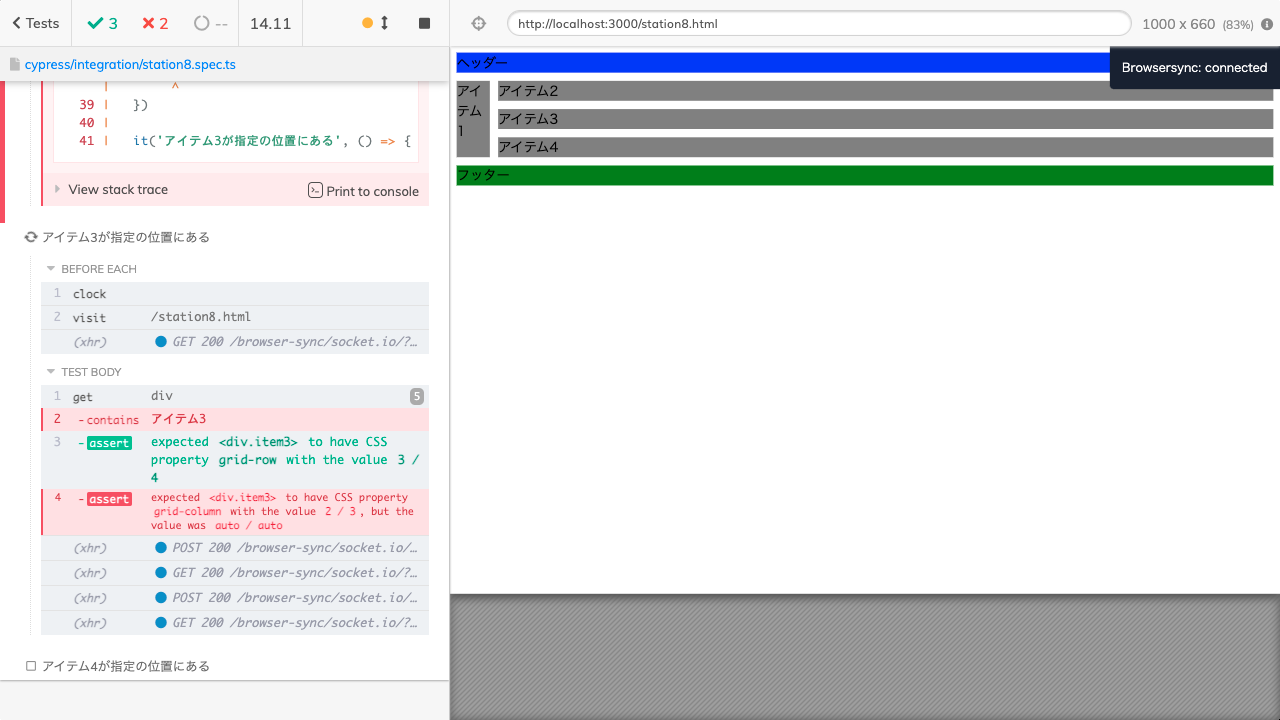 Tests
3
2
--
14.11
http://localhost:3000/station8.html
1000 x 660 (83%)
cypress/integration/station8.spec.ts
| ^
39 | })
40 |
41 | it('アイテム3が指定の位置にある', () => {
View stack trace
Print to console
アイテム3が指定の位置にある
BEFORE EACH
1 clock
2 visit /station8.html
(xhr) GET 200 /browser-sync/socket.io/?…
TEST BODY
1 get div 5
2 -contains アイテム3
3 -assert expected <div.item3> to have CSS
property grid-row with the value 3 /
4
4 -assert expected <div.item3> to have CSS property
grid-column with the value 2 / 3, but the
value was auto / auto
(xhr) POST 200 /browser-sync/socket.io/…
(xhr) GET 200 /browser-sync/socket.io/?…
(xhr) POST 200 /browser-sync/socket.io/…
(xhr) GET 200 /browser-sync/socket.io/?…
アイテム4が指定の位置にある
ヘッダー
Browsersync: connected
アイ
テム
1
アイテム2
アイテム3
アイテム4
フッター